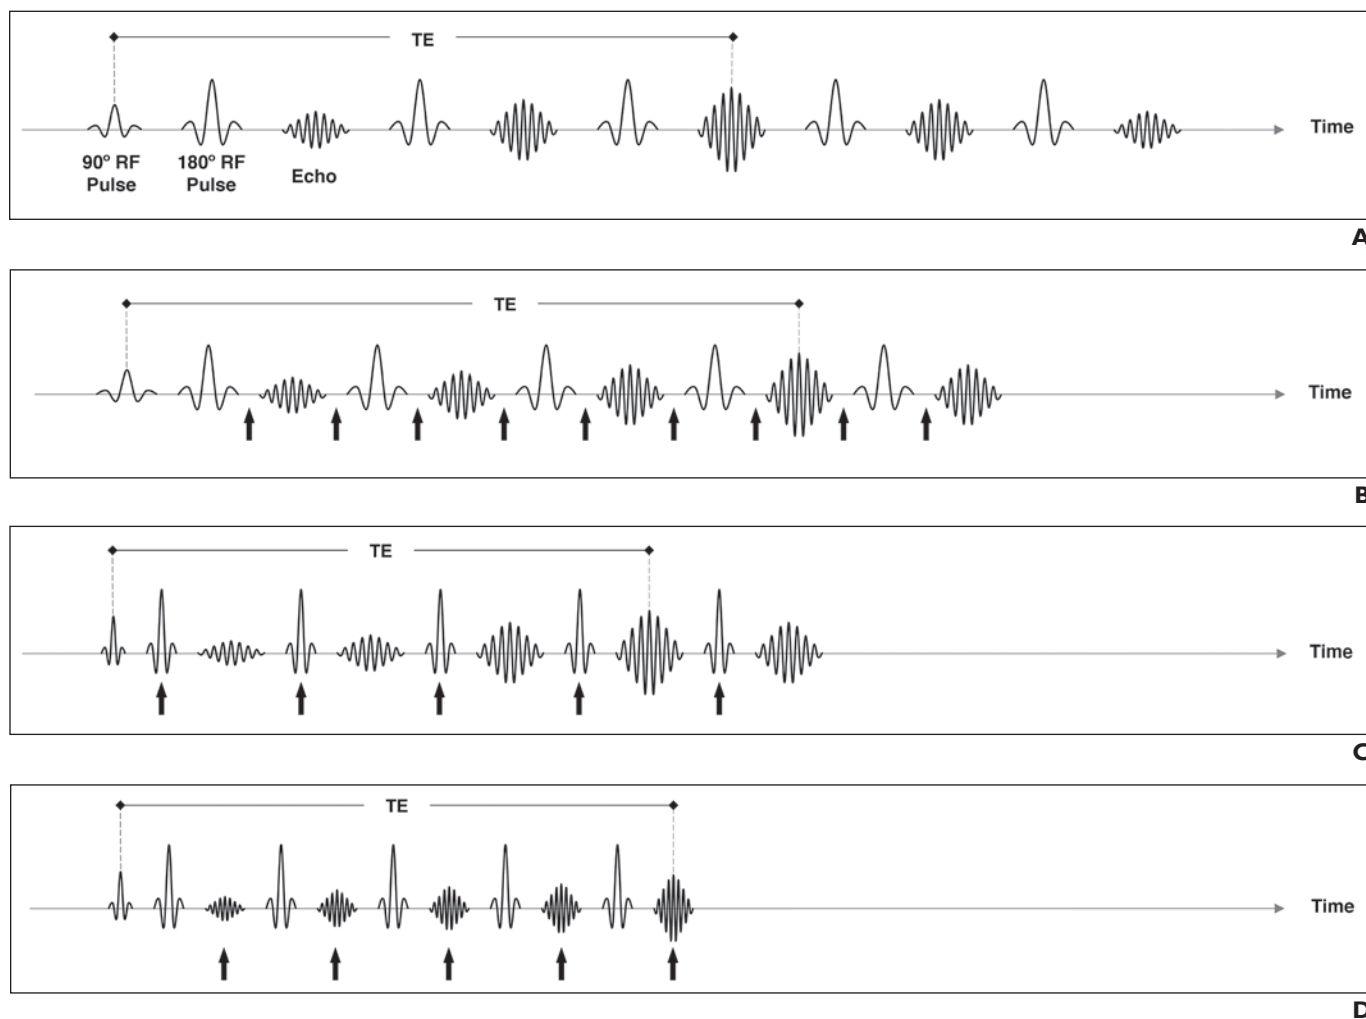 TE
Time
90° RF
Pulse
180° RF
Pulse
Echo
A
TE
Time
B
TE
Time
C
TE
Time
D